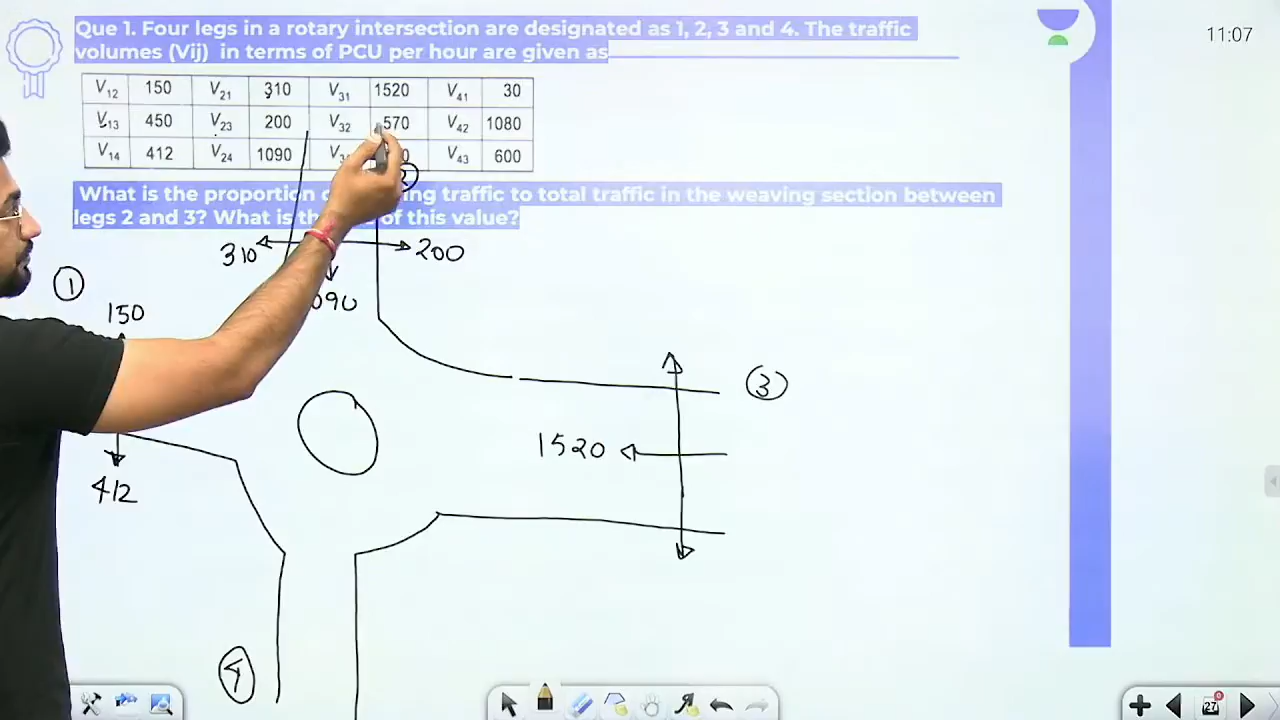 11:07
Que 1. Four legs in a rotary intersection are designated as 1, 2, 3 and 4. The traffic
volumes (Vij) in terms of PCU per hour are given as
V12 150 V21 310 V31 1520 V41 30
V13 450 V23 200 V32 570 V42 1080
V14 412 V24 1090 V43 600
What is the proportion traffic to total traffic in the weaving section between
legs 2 and 3? What is of this value?
310 200
090
1
150
3
1520
412
4
27